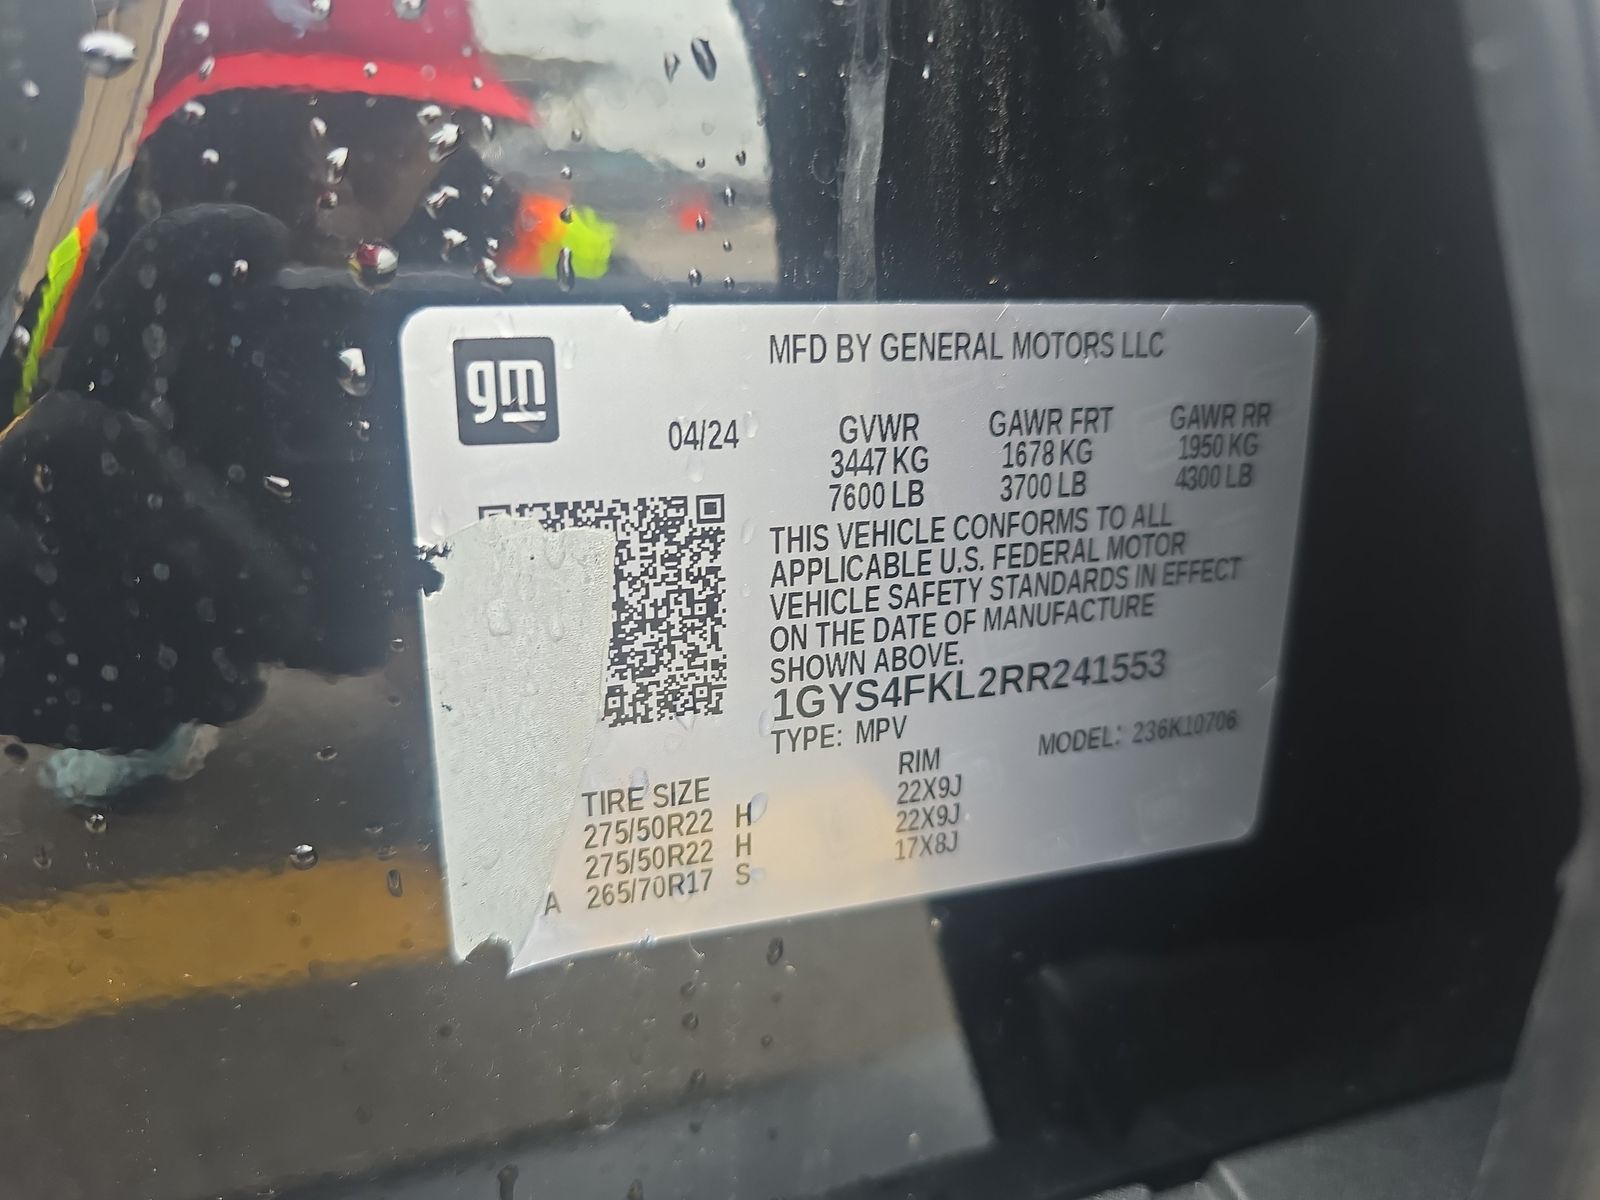 gm
MFD BY GENERAL MOTORS LLC
04/24
GVWR GAWR FRT GAWR RR
3447 KG 1678 KG 1950 KG
7600 LB 3700 LB 4300 LB
THIS VEHICLE CONFORMS TO ALL
APPLICABLE U.S. FEDERAL MOTOR
VEHICLE SAFETY STANDARDS IN EFFECT
ON THE DATE OF MANUFACTURE
SHOWN ABOVE.
1GYS4FKL2RR241553
TYPE: MPV MODEL: 236K10706
TIRE SIZE RIM
275/50R22 H 22X9J
275/50R22 H 22X9J
A 265/70R17 S 17X8J